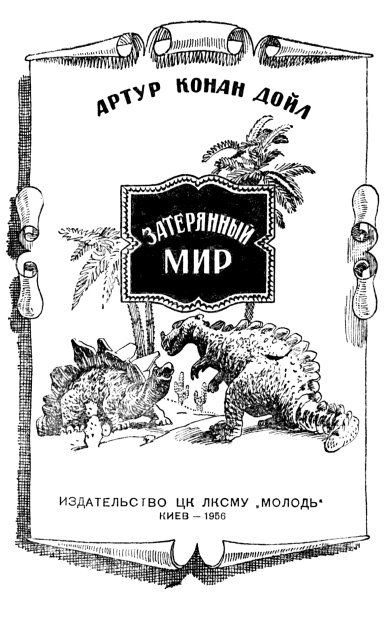 АРТУР КОНАН ДОЙЛ
ЗАТЕРЯННЫЙ
МИР
ИЗДАТЕЛЬСТВО ЦК ЛКСМУ „МОЛОДЬ“
КИЕВ — 1956